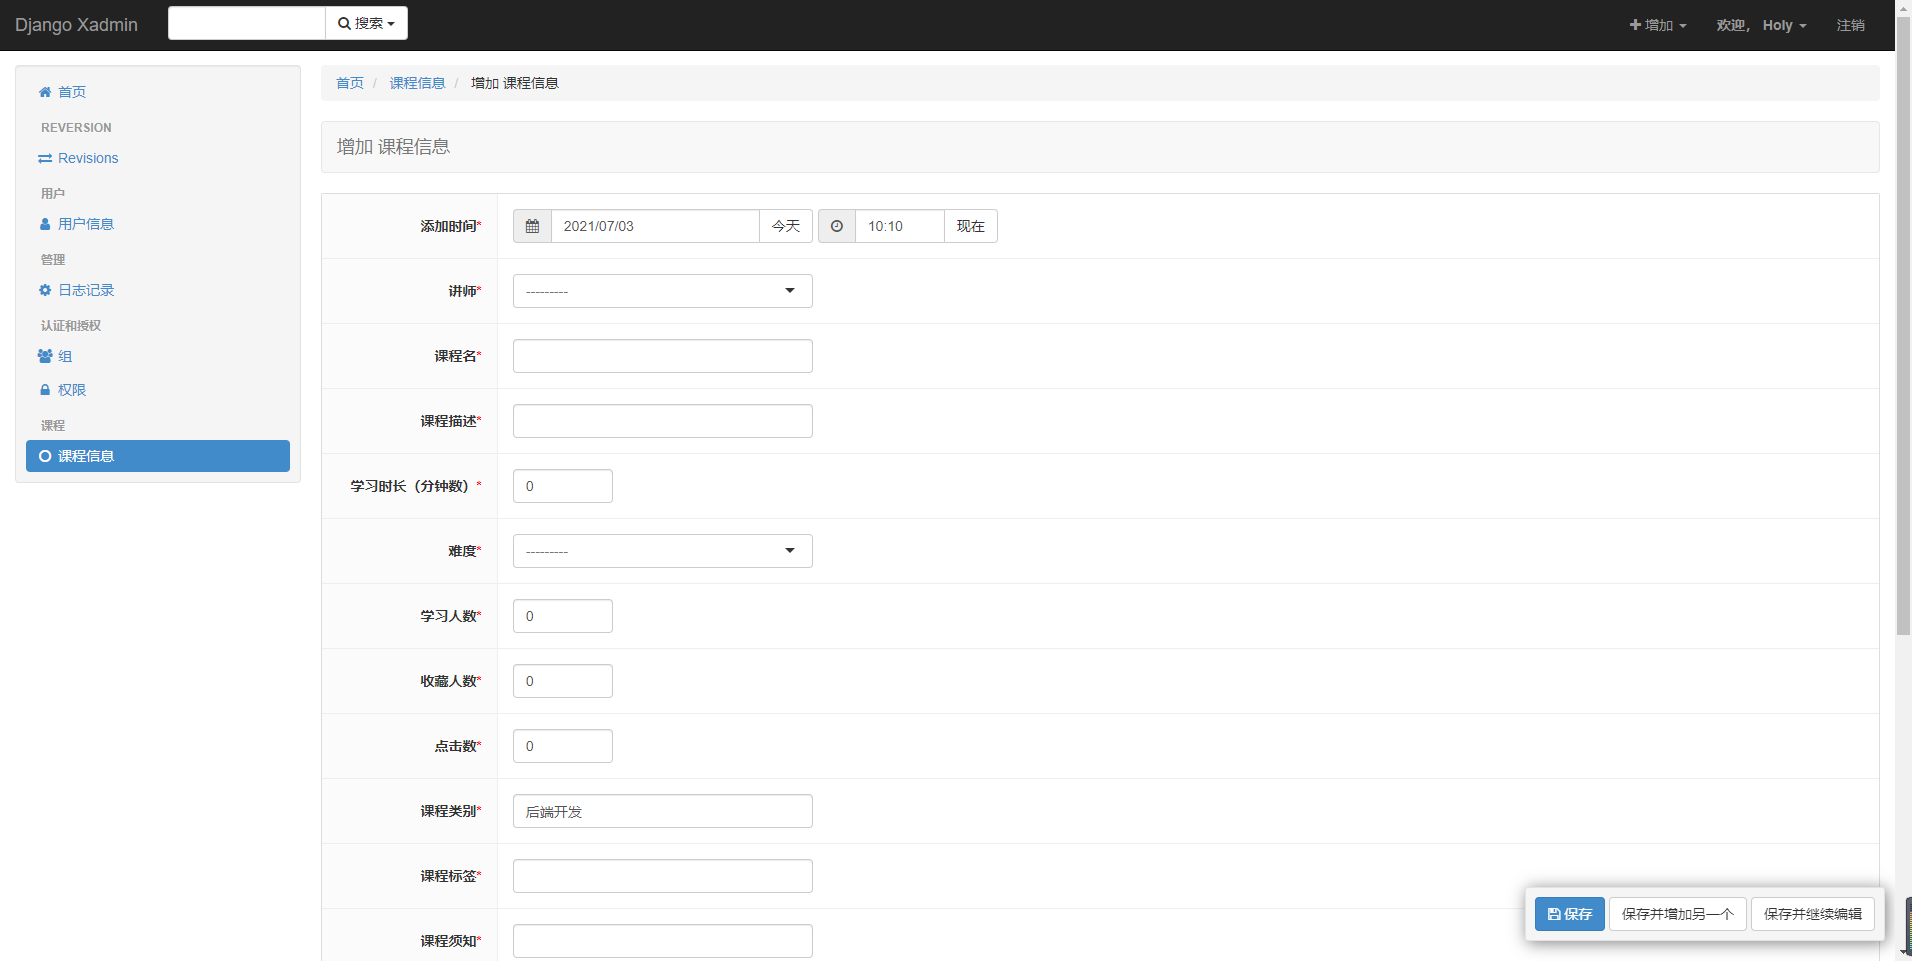 Django Xadmin
搜索
增加
欢迎， Holy
注销
首页
REVERSION
Revisions
用户
用户信息
管理
日志记录
认证和授权
组
权限
课程
课程信息
首页 / 课程信息 / 增加 课程信息
增加 课程信息
添加时间* 2021/07/03 今天 10:10 现在
讲师* ---------
课程名*
课程描述*
学习时长（分钟数）* 0
难度* ---------
学习人数* 0
收藏人数* 0
点击数* 0
课程类别* 后端开发
课程标签*
课程须知*
保存 保存并增加另一个 保存并继续编辑